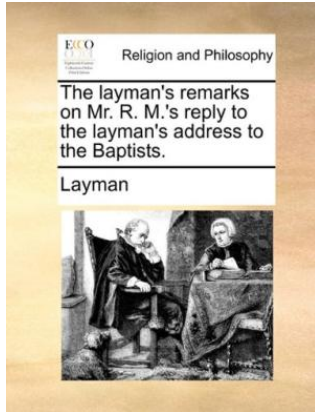 ECCO
Religion and Philosophy
The layman's remarks
on Mr. R. M.'s reply to
the layman's address to
the Baptists.
Layman